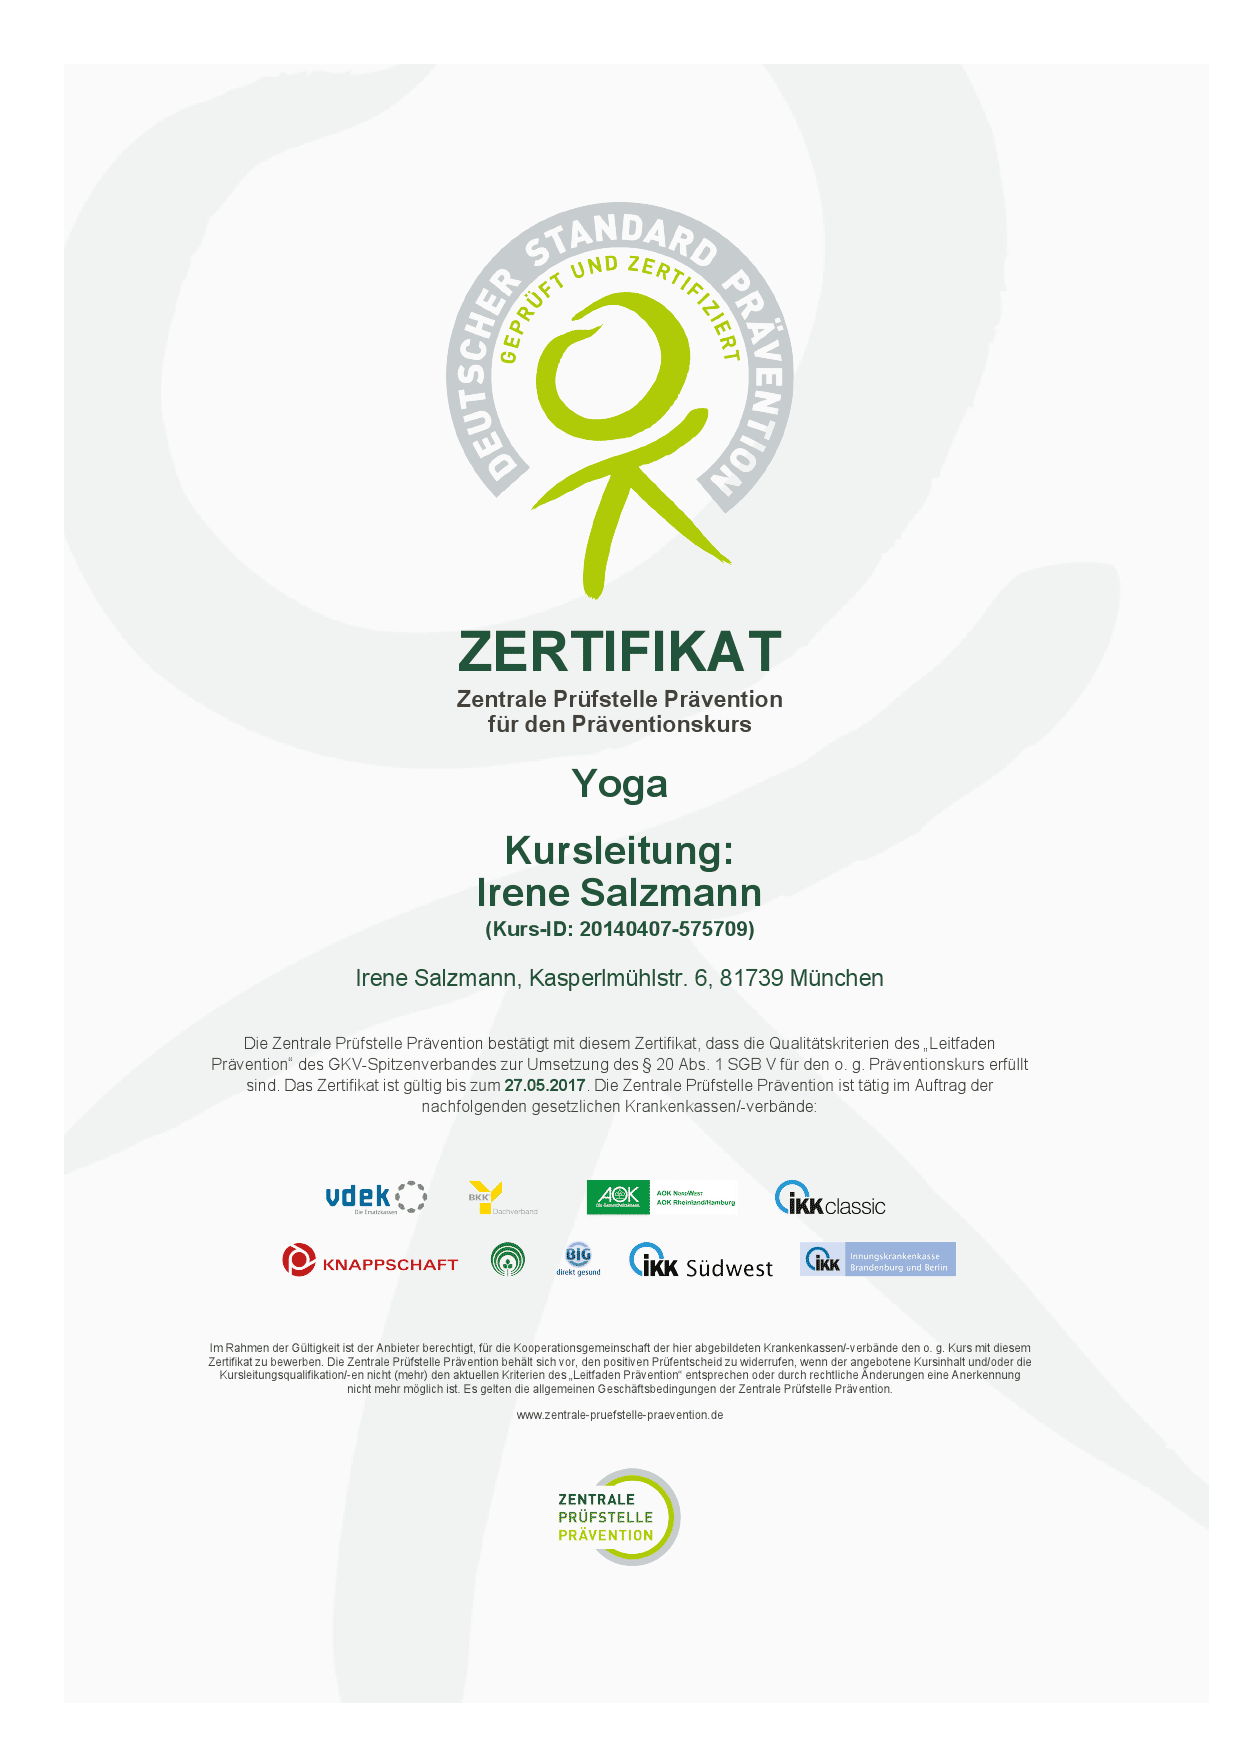 DEUTSCHER STANDARD PRÄVENTION
GEPRÜFT UND ZERTIFIZIERT
ZERTIFIKAT
Zentrale Prüfstelle Prävention
für den Präventionskurs
Yoga
Kursleitung:
Irene Salzmann
(Kurs-ID: 20140407-575709)
Irene Salzmann, Kasperlmühlstr. 6, 81739 München
Die Zentrale Prüfstelle Prävention bestätigt mit diesem Zertifikat, dass die Qualitätskriterien des „Leitfaden
Prävention“ des GKV-Spitzenverbandes zur Umsetzung des § 20 Abs. 1 SGB V für den o. g. Präventionskurs erfüllt
sind. Das Zertifikat ist gültig bis zum 27.05.2017. Die Zentrale Prüfstelle Prävention ist tätig im Auftrag der
nachfolgenden gesetzlichen Krankenkassen/-verbände:
vdek
Die Ersatzkassen
BKK
Dachverband
AOK
Die Gesundheitskasse.
AOK NORDWEST
AOK Rheinland/Hamburg
IKK classic
KNAPPSCHAFT
BIG
direkt gesund
IKK Südwest
IKK
Innungskrankenkasse
Brandenburg und Berlin
Im Rahmen der Gültigkeit ist der Anbieter berechtigt, für die Kooperationsgemeinschaft der hier abgebildeten Krankenkassen/-verbände den o. g. Kurs mit diesem
Zertifikat zu bewerben. Die Zentrale Prüfstelle Prävention behält sich vor, den positiven Prüfentscheid zu widerrufen, wenn der angebotene Kursinhalt und/oder die
Kursleitungsqualifikation/-en nicht (mehr) den aktuellen Kriterien des „Leitfaden Prävention“ entsprechen oder durch rechtliche Änderungen eine Anerkennung
nicht mehr möglich ist. Es gelten die allgemeinen Geschäftsbedingungen der Zentrale Prüfstelle Prävention.
www.zentrale-pruefstelle-praevention.de
ZENTRALE
PRÜFSTELLE
PRÄVENTION